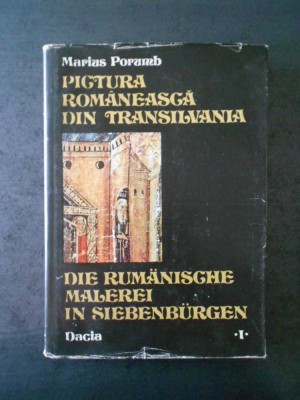 Marius Porumb
PICTURA
ROMÂNEASCĂ
DIN TRANSILVANIA
DIE RUMÄNISCHE
MALEREI
IN SIEBENBÜRGEN
Dacia ·I·